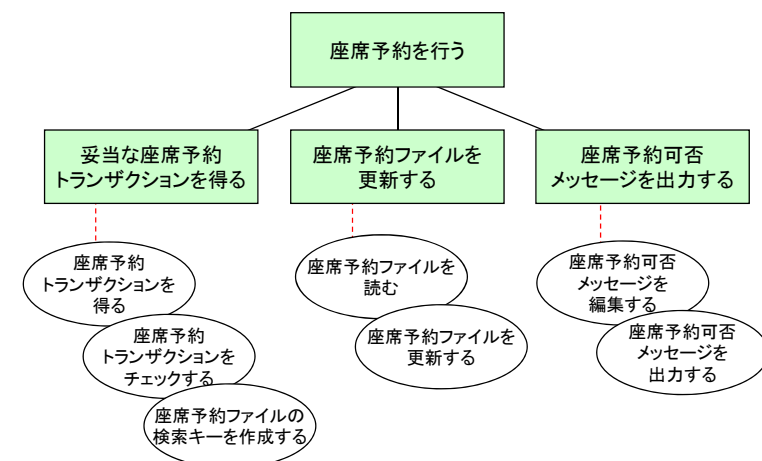 座席予約を行う
妥当な座席予約
トランザクションを得る
座席予約ファイルを
更新する
座席予約可否
メッセージを出力する
座席予約
トランザクションを
得る
座席予約
トランザクションを
チェックする
座席予約ファイルの
検索キーを作成する
座席予約ファイルを
読む
座席予約ファイルを
更新する
座席予約可否
メッセージを
編集する
座席予約可否
メッセージを
出力する